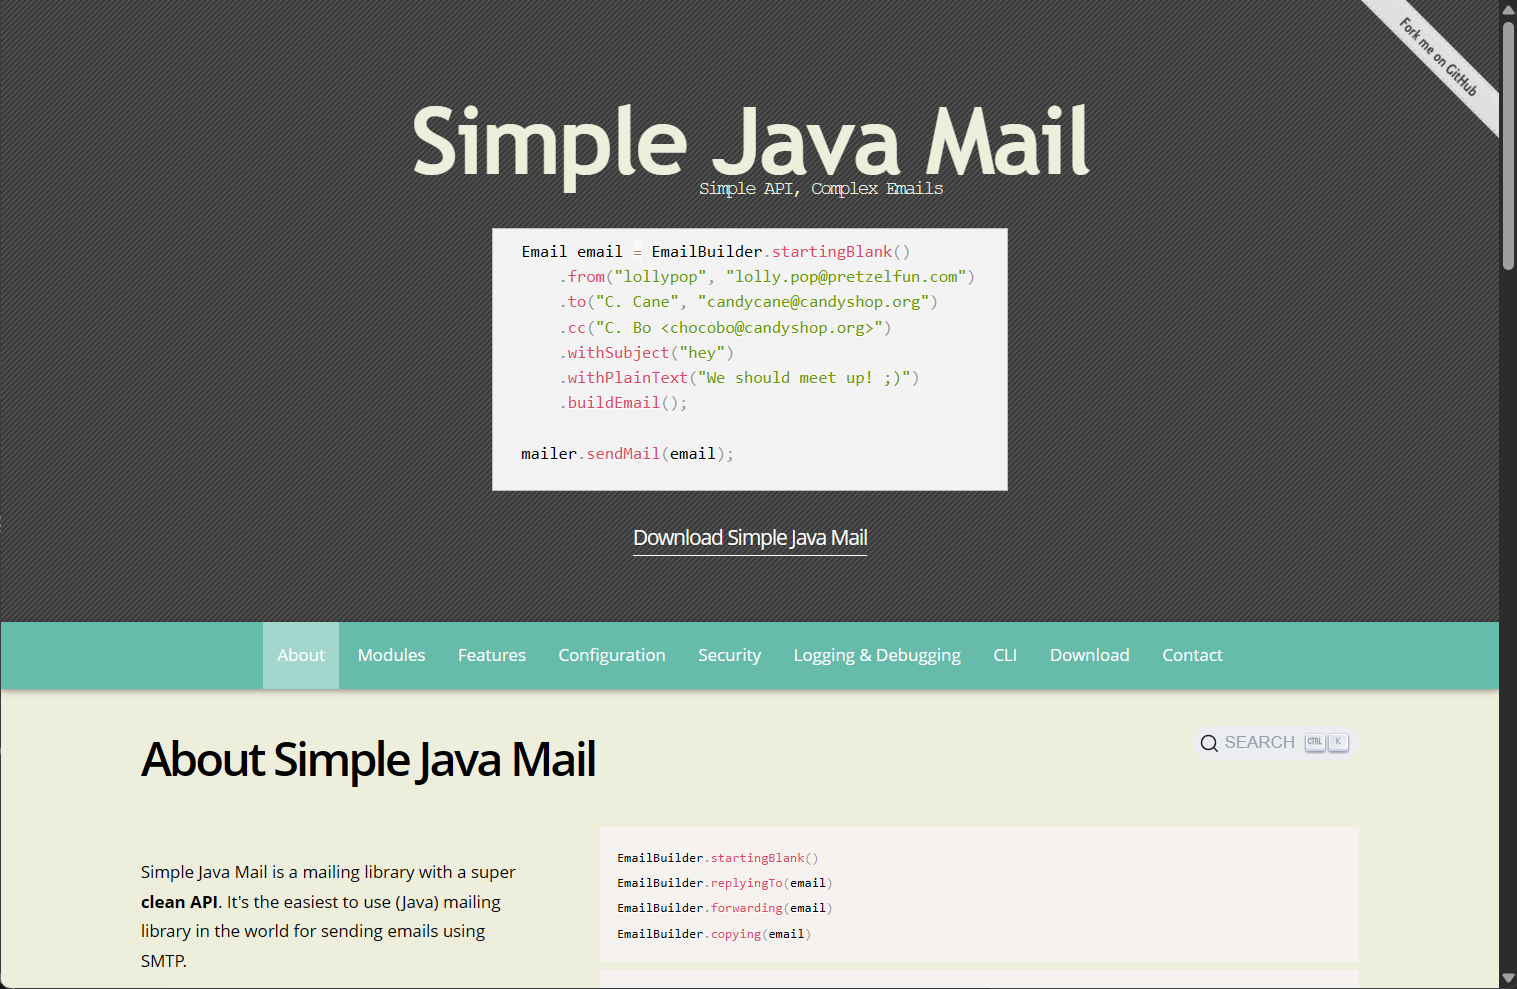 Fork me on GitHub
Simple Java Mail
Simple API, Complex Emails
Email email = EmailBuilder.startingBlank()
    .from("lollypop", "lolly.pop@pretzelfun.com")
    .to("C. Cane", "candycane@candyshop.org")
    .cc("C. Bo <chocobo@candyshop.org>")
    .withSubject("hey")
    .withPlainText("We should meet up! ;)")
    .buildEmail();
mailer.sendMail(email);
Download Simple Java Mail
About Modules Features Configuration Security Logging & Debugging CLI Download Contact
About Simple Java Mail
SEARCH CTRL K
Simple Java Mail is a mailing library with a super
clean API. It's the easiest to use (Java) mailing
library in the world for sending emails using
SMTP.
EmailBuilder.startingBlank()
EmailBuilder.replyingTo(email)
EmailBuilder.forwarding(email)
EmailBuilder.copying(email)